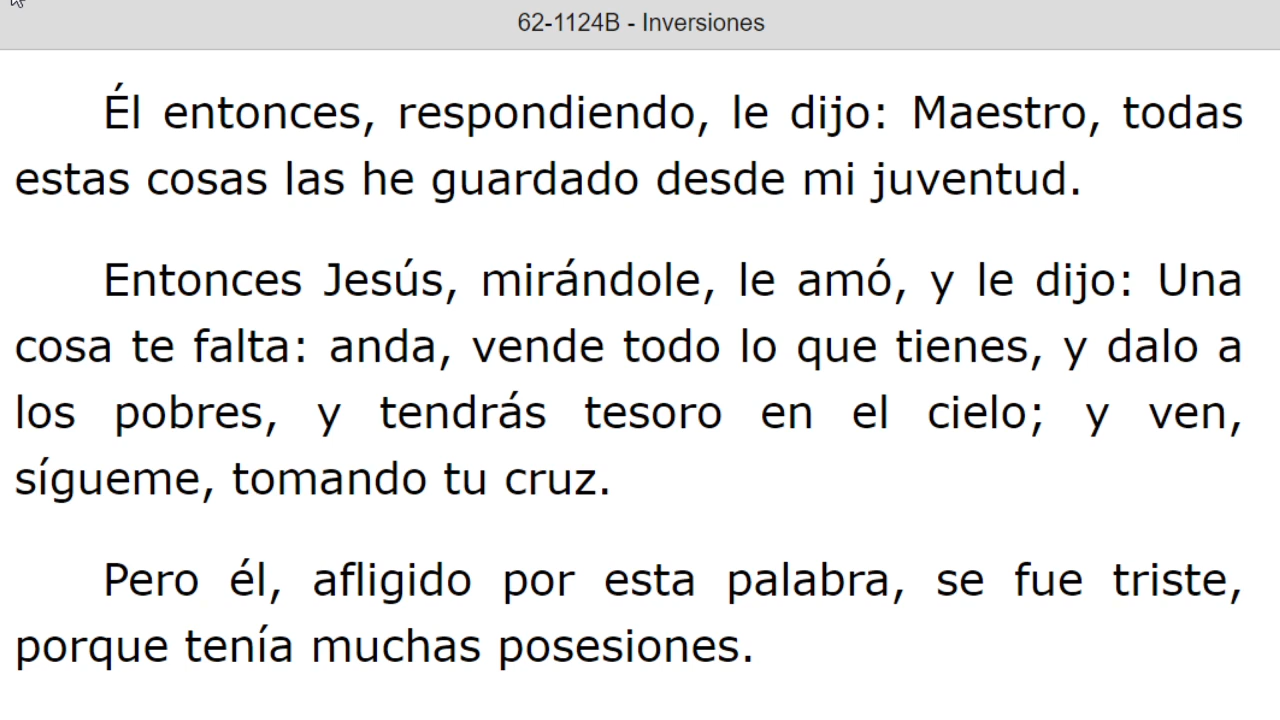 62-1124B - Inversiones
Él entonces, respondiendo, le dijo: Maestro, todas
estas cosas las he guardado desde mi juventud.
Entonces Jesús, mirándole, le amó, y le dijo: Una
cosa te falta: anda, vende todo lo que tienes, y dalo a
los pobres, y tendrás tesoro en el cielo; y ven,
sígueme, tomando tu cruz.
Pero él, afligido por esta palabra, se fue triste,
porque tenía muchas posesiones.